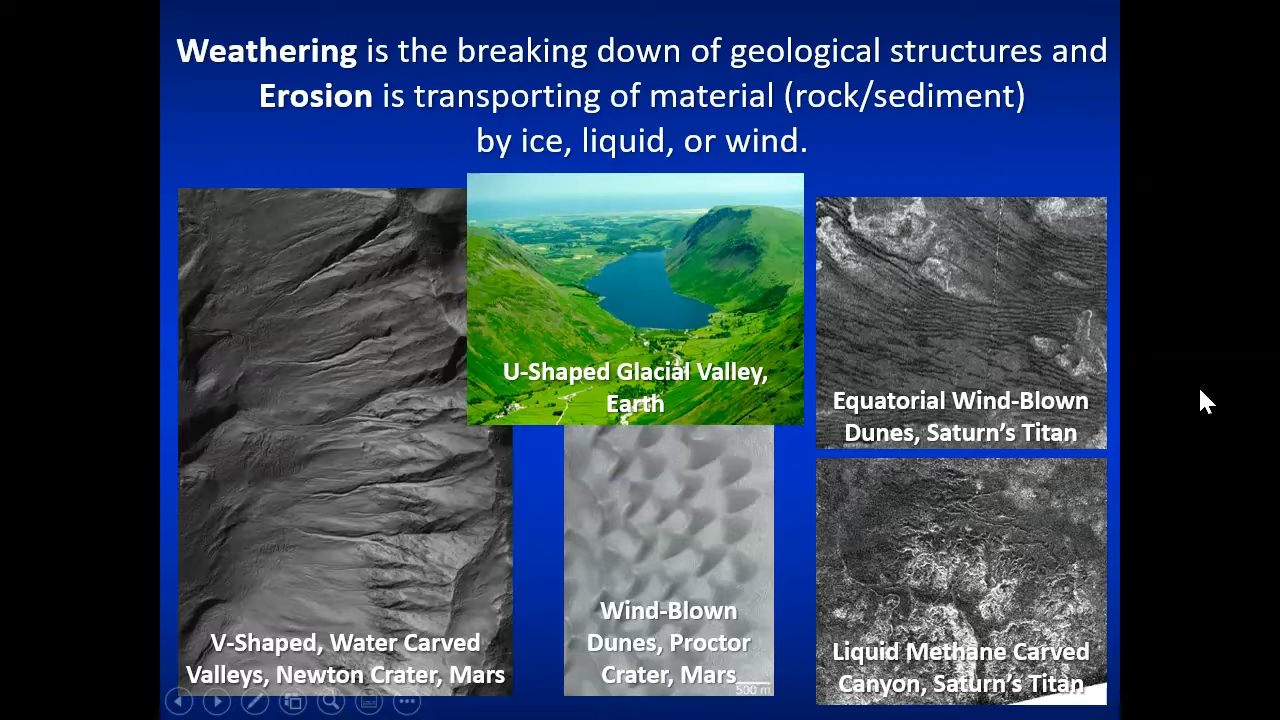 Weathering is the breaking down of geological structures and
Erosion is transporting of material (rock/sediment)
by ice, liquid, or wind.
U-Shaped Glacial Valley,
Earth
Equatorial Wind-Blown
Dunes, Saturn’s Titan
V-Shaped, Water Carved
Valleys, Newton Crater, Mars
Wind-Blown
Dunes, Proctor
Crater, Mars
500 m
Liquid Methane Carved
Canyon, Saturn’s Titan